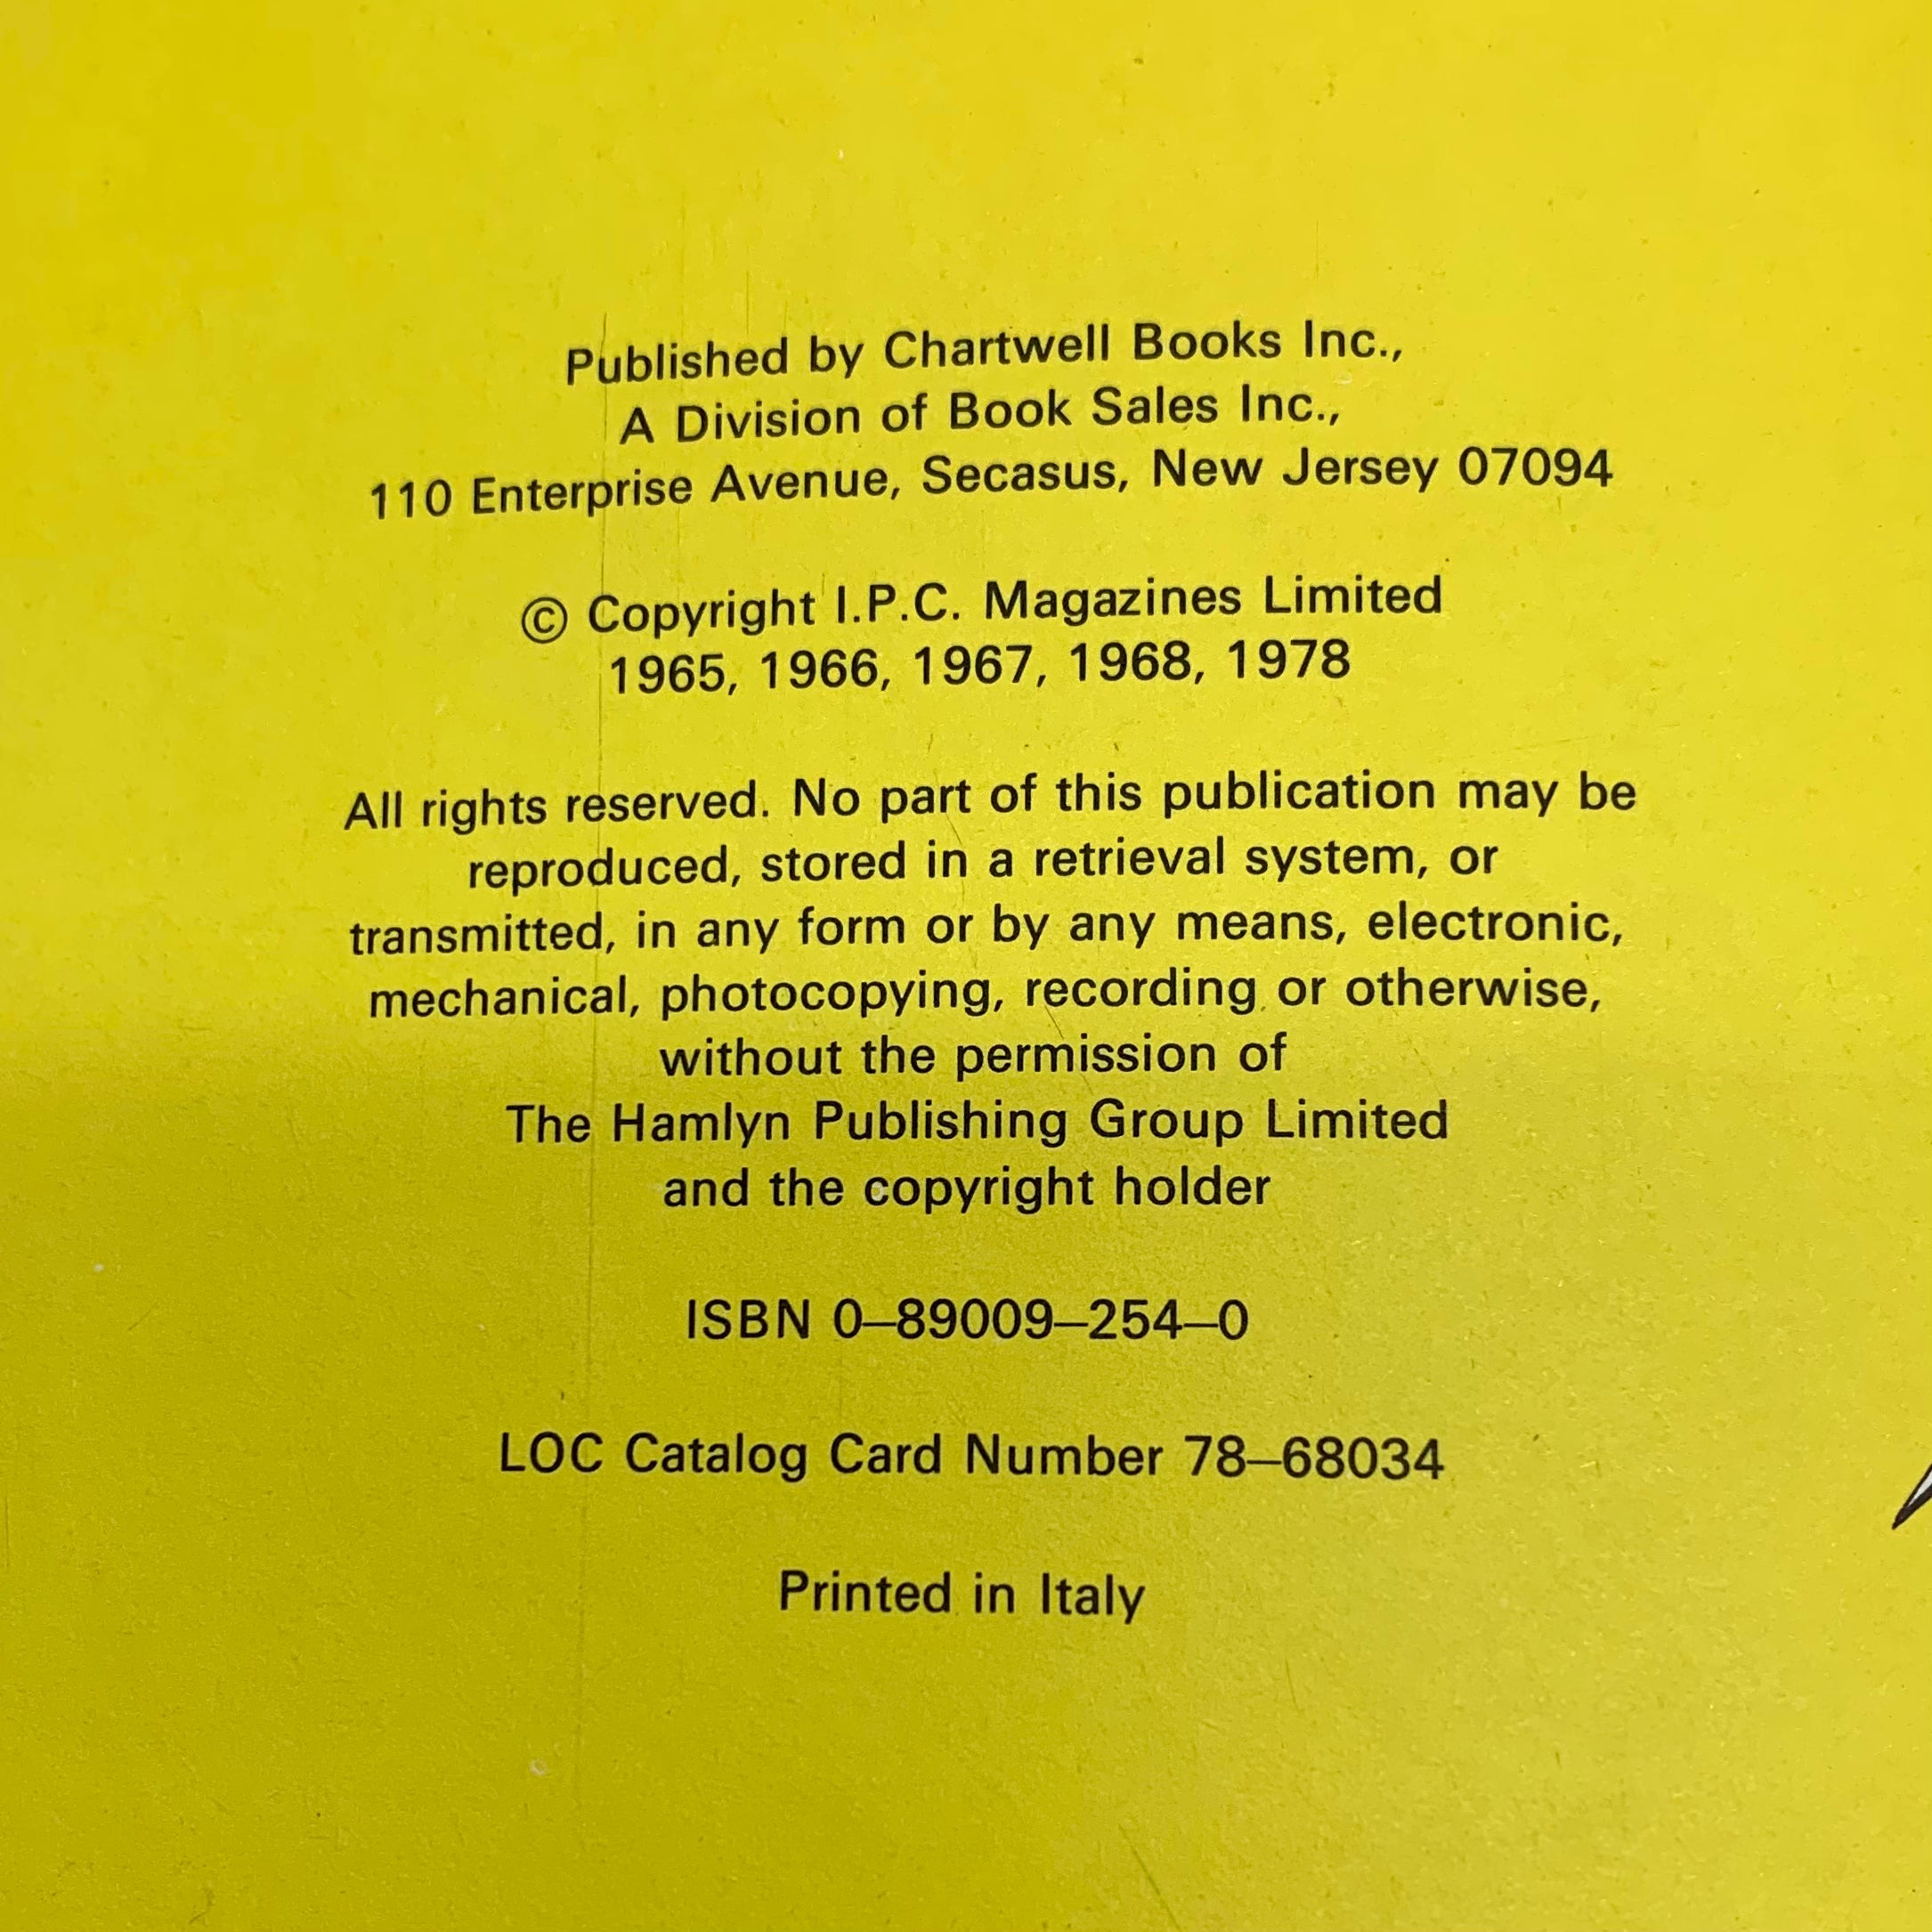 Published by Chartwell Books Inc.,
A Division of Book Sales Inc.,
110 Enterprise Avenue, Secasus, New Jersey 07094
© Copyright I.P.C. Magazines Limited
1965, 1966, 1967, 1968, 1978
All rights reserved. No part of this publication may be
reproduced, stored in a retrieval system, or
transmitted, in any form or by any means, electronic,
mechanical, photocopying, recording or otherwise,
without the permission of
The Hamlyn Publishing Group Limited
and the copyright holder
ISBN 0–89009–254–0
LOC Catalog Card Number 78–68034
Printed in Italy